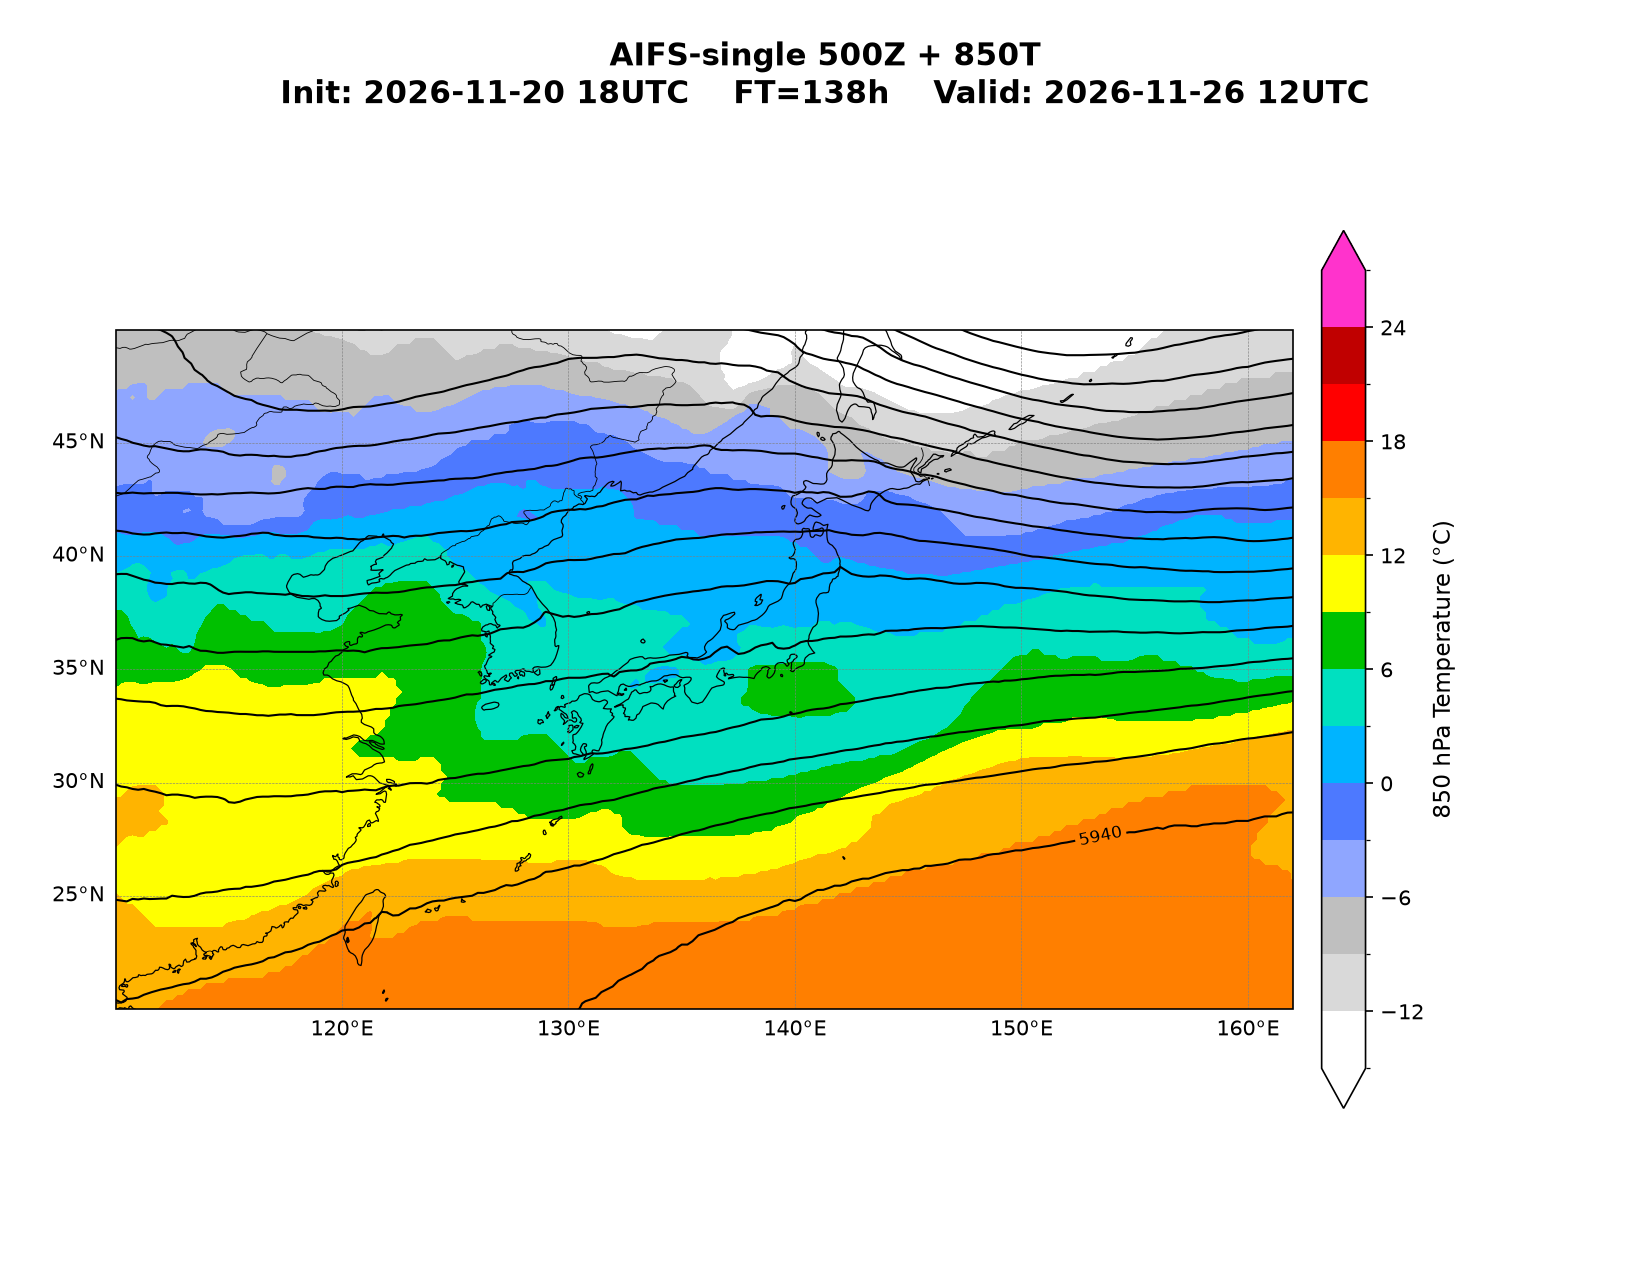 AIFS-single 500Z + 850T
Init: 2026-11-20 18UTC    FT=138h    Valid: 2026-11-26 12UTC
45°N
40°N
35°N
30°N
25°N
120°E
130°E
140°E
150°E
160°E
5940
24
18
12
6
0
−6
−12
850 hPa Temperature (°C)